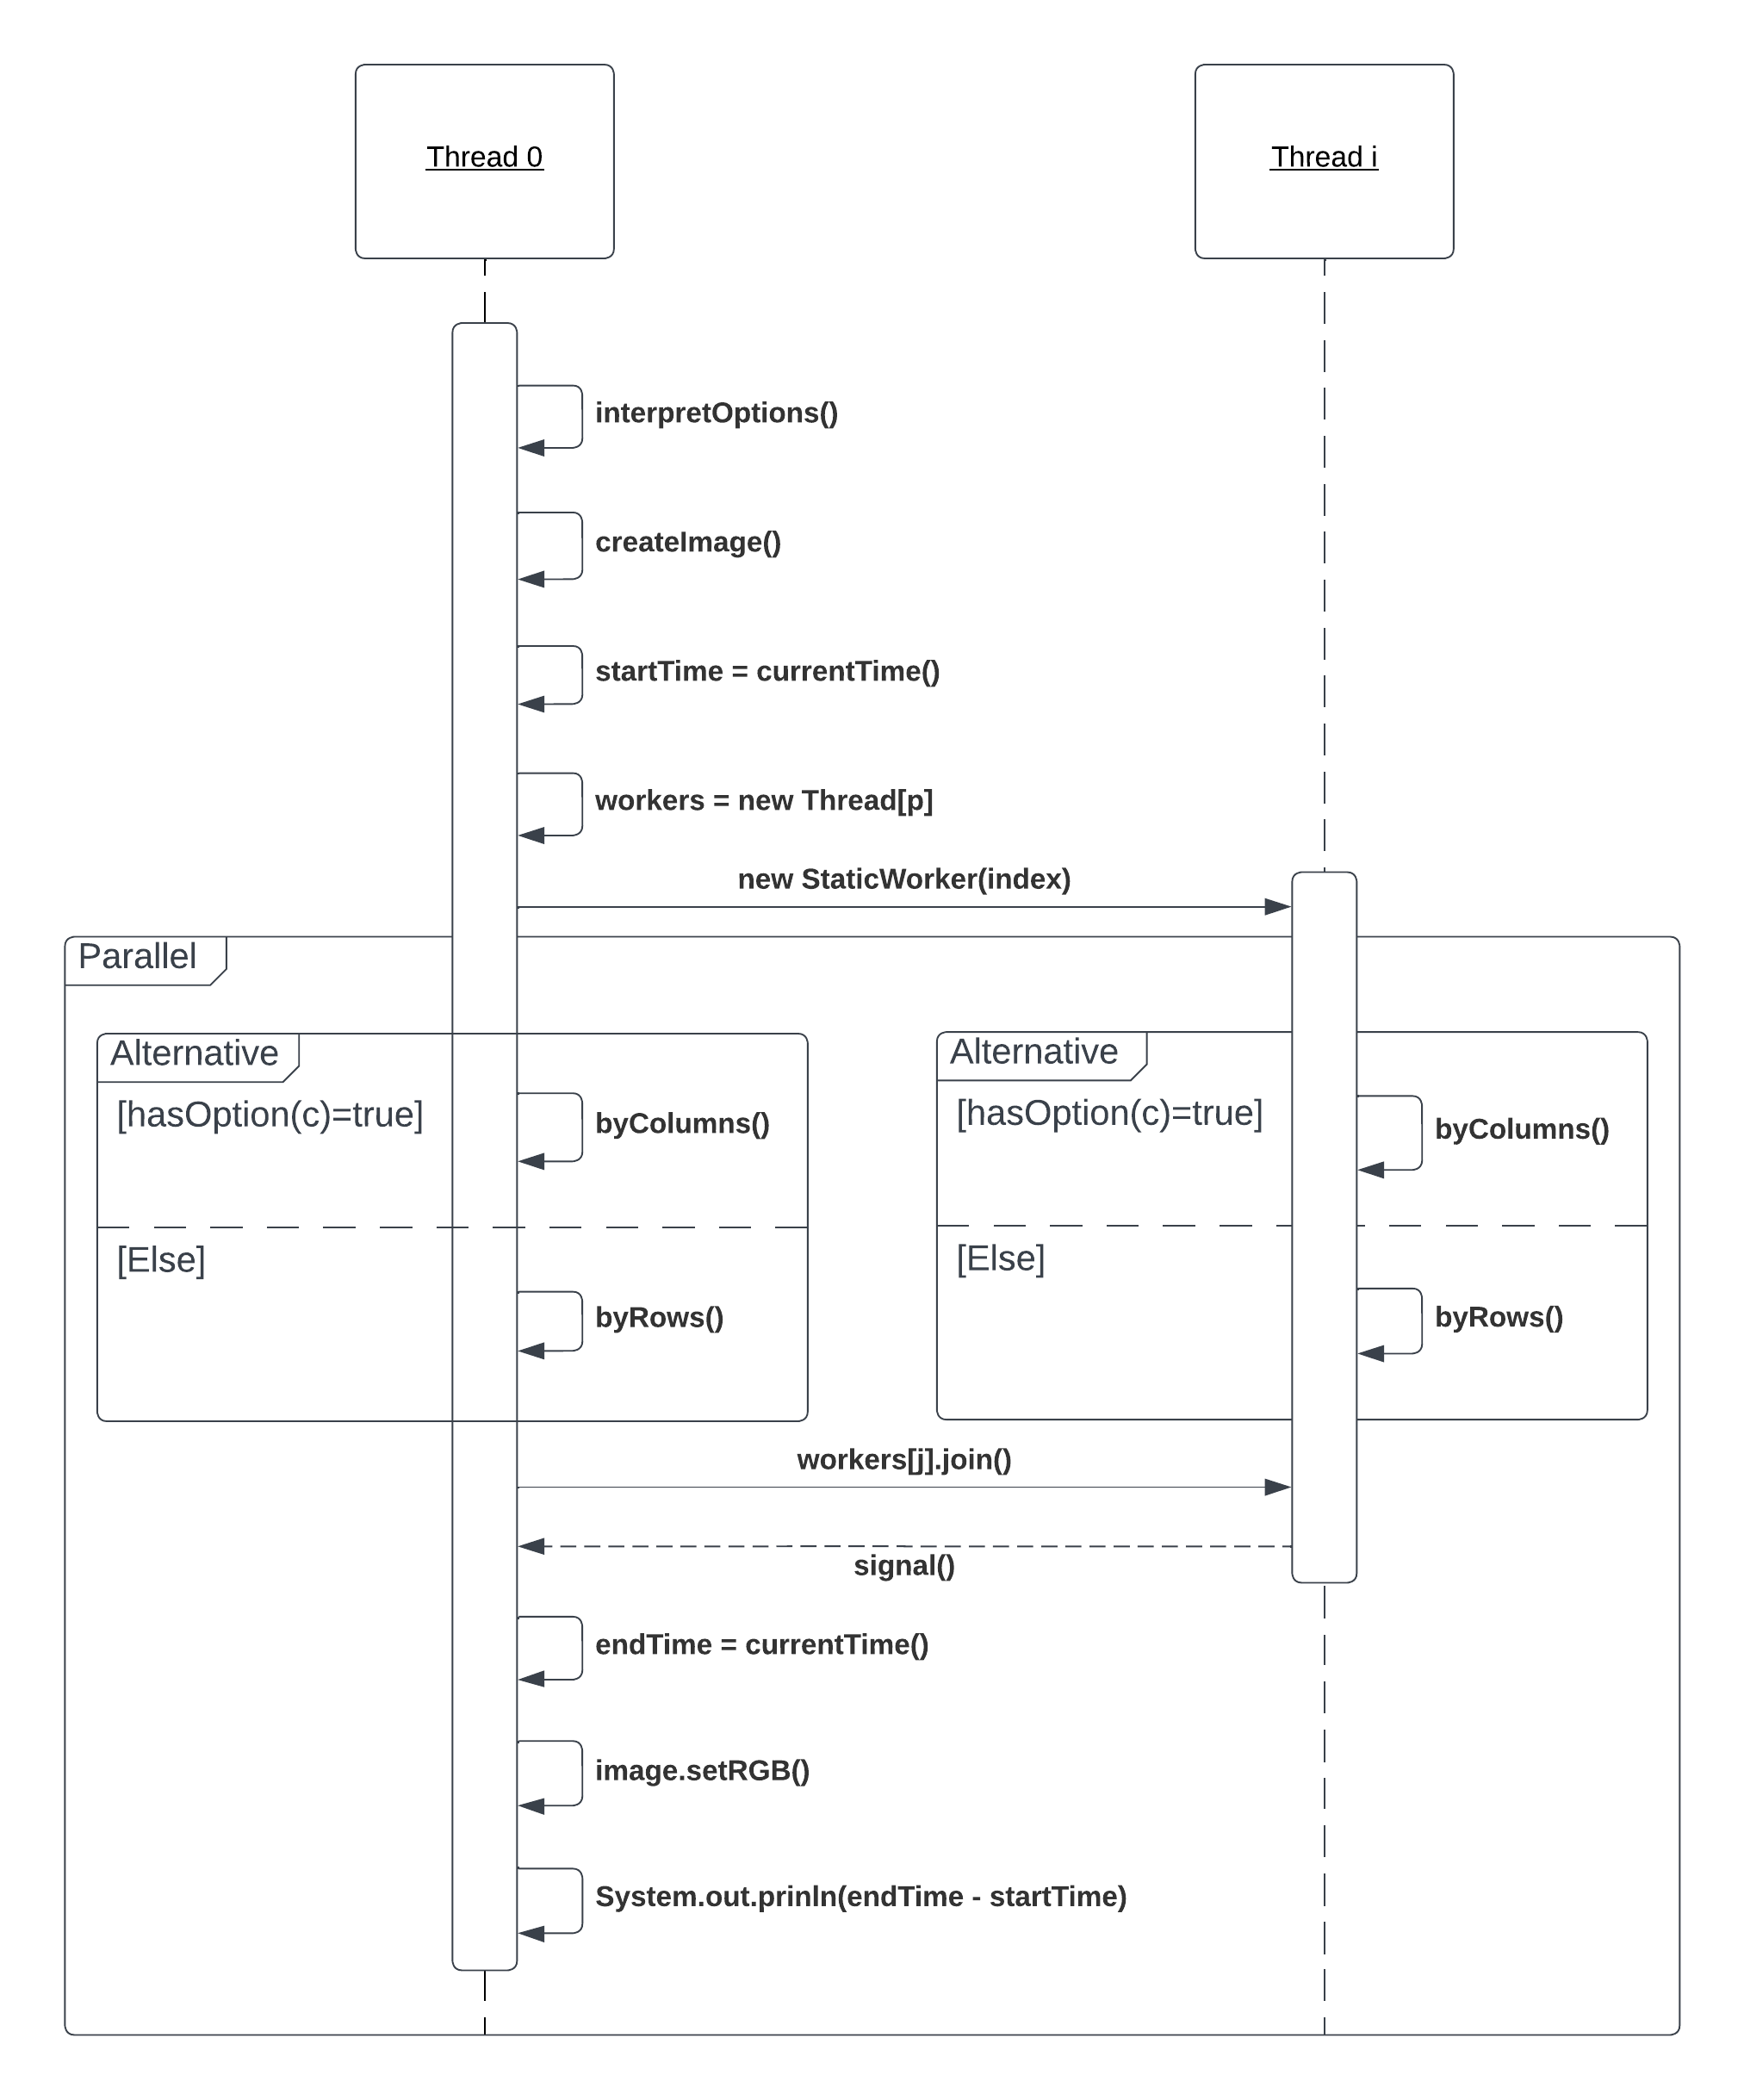 Thread 0
Thread i
interpretOptions()
createImage()
startTime = currentTime()
workers = new Thread[p]
new StaticWorker(index)
Parallel
Alternative
[hasOption(c)=true]
byColumns()
[Else]
byRows()
Alternative
[hasOption(c)=true]
byColumns()
[Else]
byRows()
workers[j].join()
signal()
endTime = currentTime()
image.setRGB()
System.out.prinln(endTime - startTime)